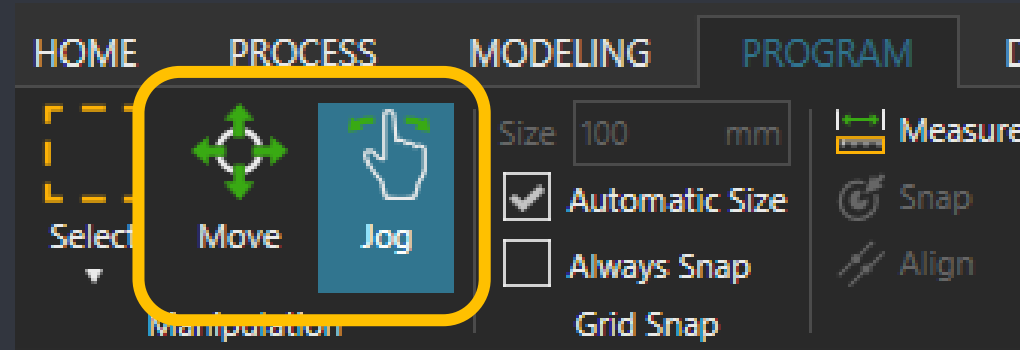 HOME PROCESS MODELING PROGRAM
Size 100 mm Measure
Automatic Size Snap
Select Move Jog
Always Snap Align
Manipulation Grid Snap